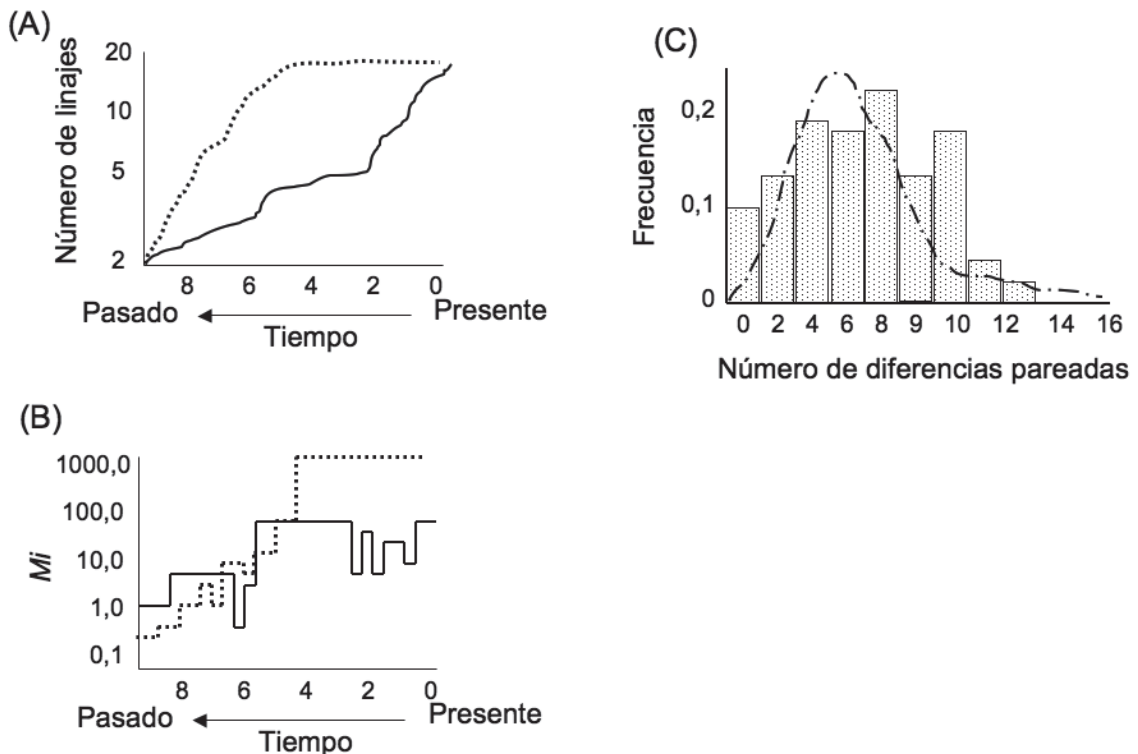 (A)
Número de linajes
20
10
5
2
8 6 4 2 0
Pasado Presente
Tiempo
(C)
Frecuencia
0,2
0,1
0
0 2 4 6 8 9 10 12 14 16
Número de diferencias pareadas
(B)
Mi
1000,0
100,0
10,0
1,0
0,1
8 6 4 2 0
Pasado Presente
Tiempo